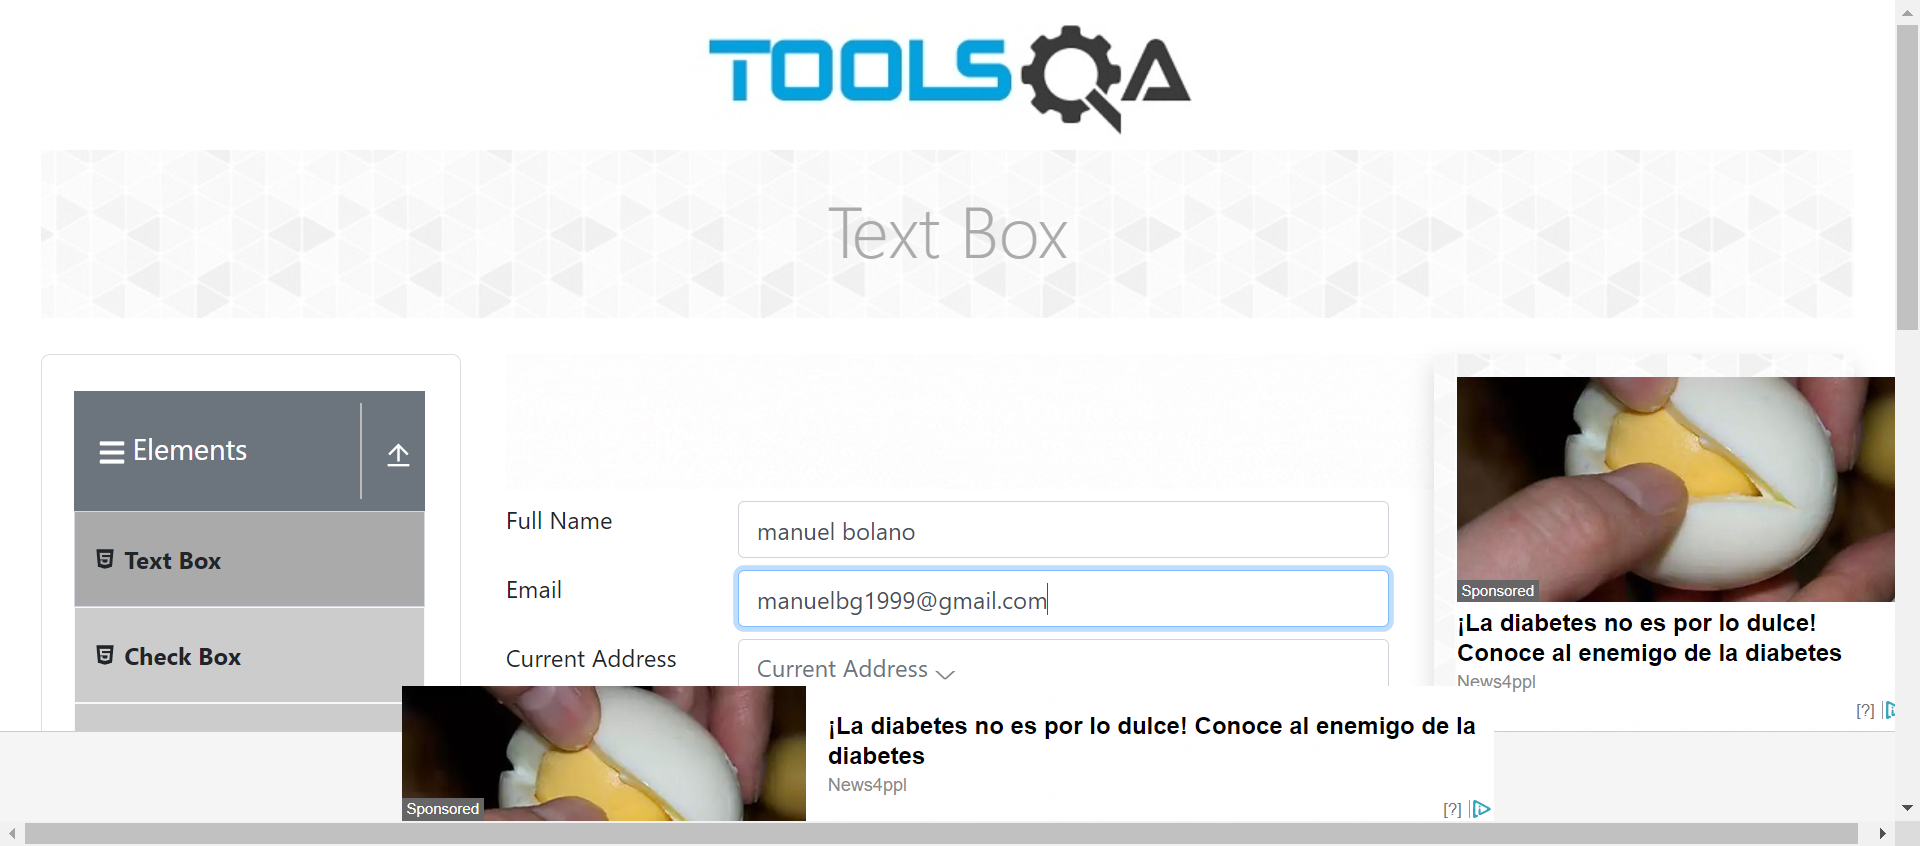 TOOLSQA
Text Box
Elements
Text Box
Check Box
Full Name
manuel bolano
Email
manuelbg1999@gmail.com
Current Address
Current Address
Sponsored
¡La diabetes no es por lo dulce!
Conoce al enemigo de la diabetes
News4ppl
[?]
Sponsored
¡La diabetes no es por lo dulce! Conoce al enemigo de la
diabetes
News4ppl
[?]